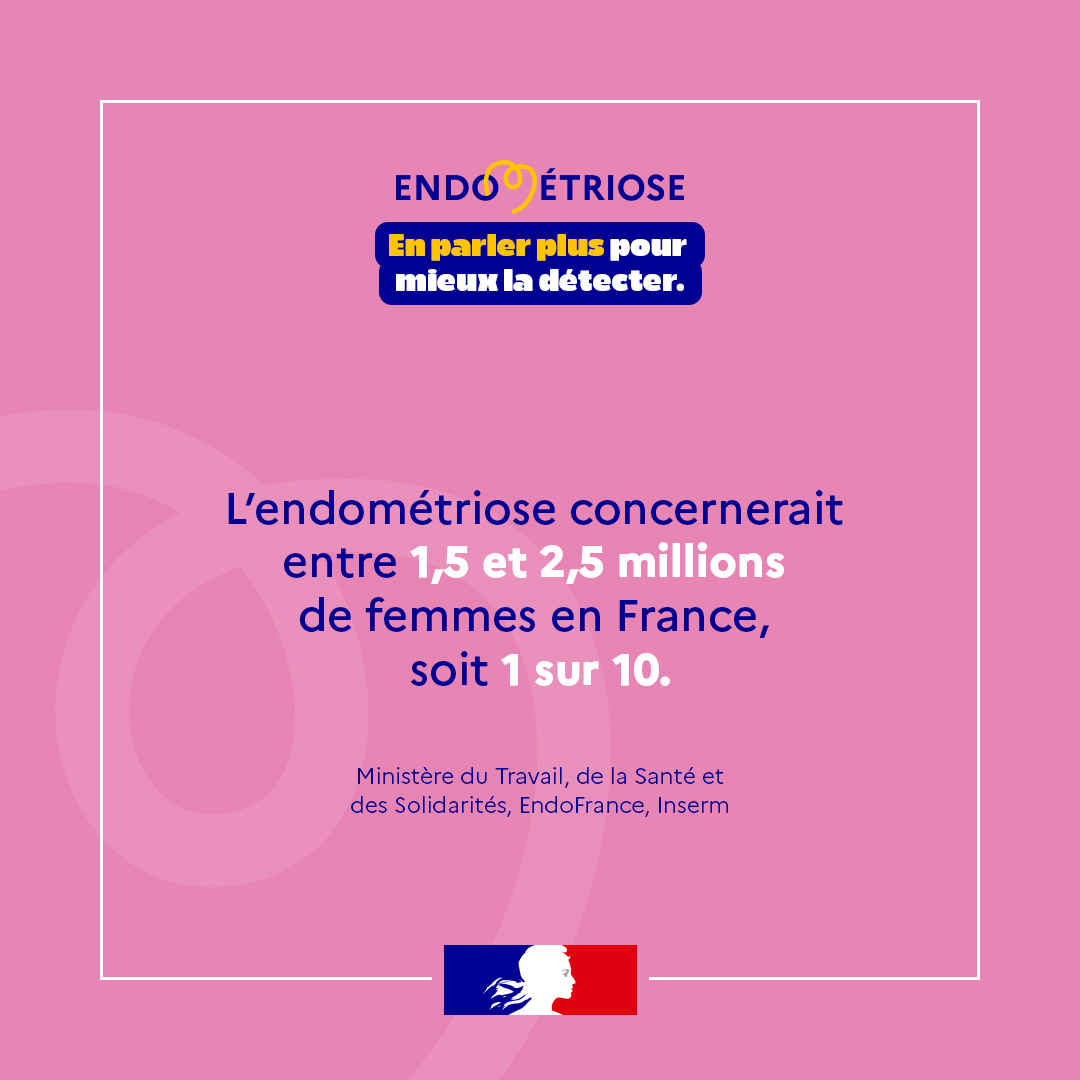 ENDOMÉTRIOSE
En parler plus pour
mieux la détecter.
L’endométriose concernerait
entre 1,5 et 2,5 millions
de femmes en France,
soit 1 sur 10.
Ministère du Travail, de la Santé et
des Solidarités, EndoFrance, Inserm